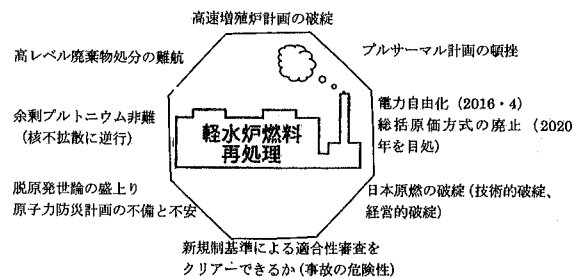 高速増殖炉計画の破綻
高レベル廃棄物処分の難航
プルサーマル計画の頓挫
余剰プルトニウム非難
(核不拡散に逆行)
軽水炉燃料
再処理
電力自由化(2016・4)
総括原価方式の廃止(2020
年を目処)
脱原発世論の盛上り
原子力防災計画の不備と不安
日本原燃の破綻(技術的破綻、
経営的破綻)
新規制基準による適合性審査を
クリアーできるか(事故の危険性)